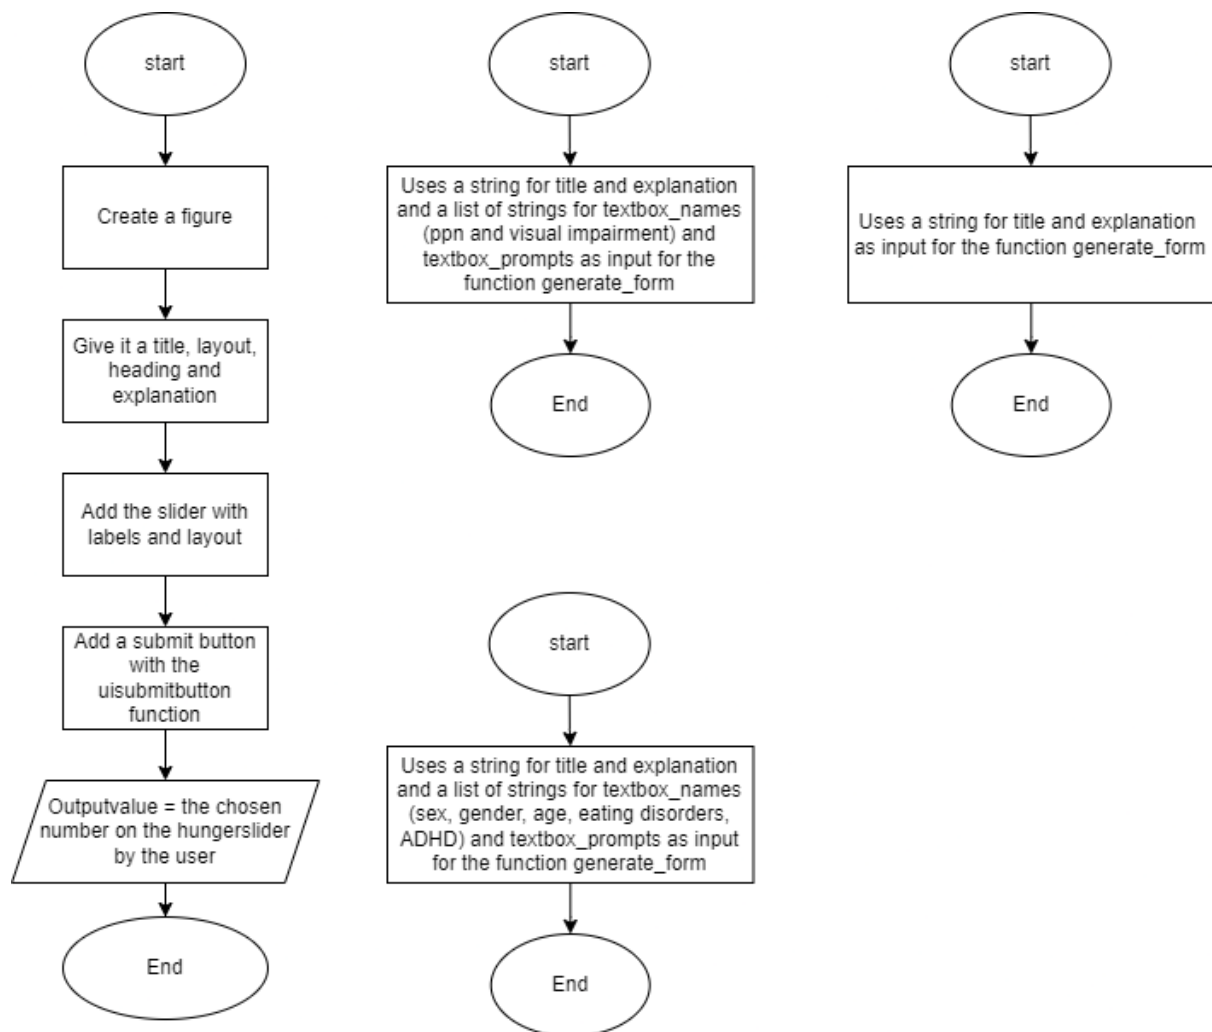 start
Create a figure
Give it a title, layout,
heading and
explanation
Add the slider with
labels and layout
Add a submit button
with the
uisubmitbutton
function
Outputvalue = the chosen
number on the hungerslider
by the user
End
start
Uses a string for title and explanation
and a list of strings for textbox_names
(ppn and visual impairment) and
textbox_prompts as input for the
function generate_form
End
start
Uses a string for title and explanation
as input for the function generate_form
End
start
Uses a string for title and explanation
and a list of strings for textbox_names
(sex, gender, age, eating disorders,
ADHD) and textbox_prompts as input
for the function generate_form
End